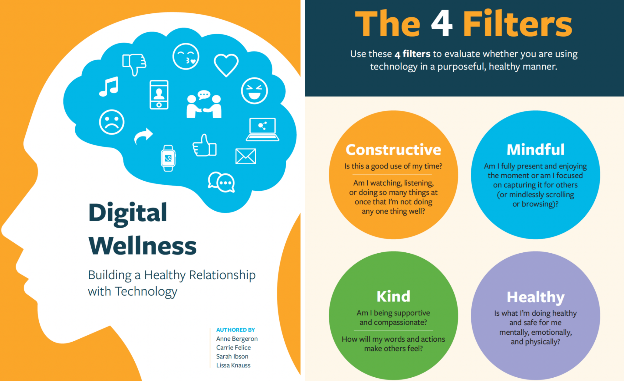 Digital
Wellness
Building a Healthy Relationship
with Technology
AUTHORED BY
Anne Bergeron
Carrie Felice
Sarah Ibson
Lissa Knauss
The 4 Filters
Use these 4 filters to evaluate whether you are using
technology in a purposeful, healthy manner.
Constructive
Is this a good use of my time?
Am I watching, listening,
or doing so many things at
once that I'm not doing
any one thing well?
Mindful
Am I fully present and enjoying
the moment or am I focused
on capturing it for others
(or mindlessly scrolling
or browsing)?
Kind
Am I being supportive
and compassionate?
How will my words and actions
make others feel?
Healthy
Is what I'm doing healthy
and safe for me
mentally, emotionally,
and physically?